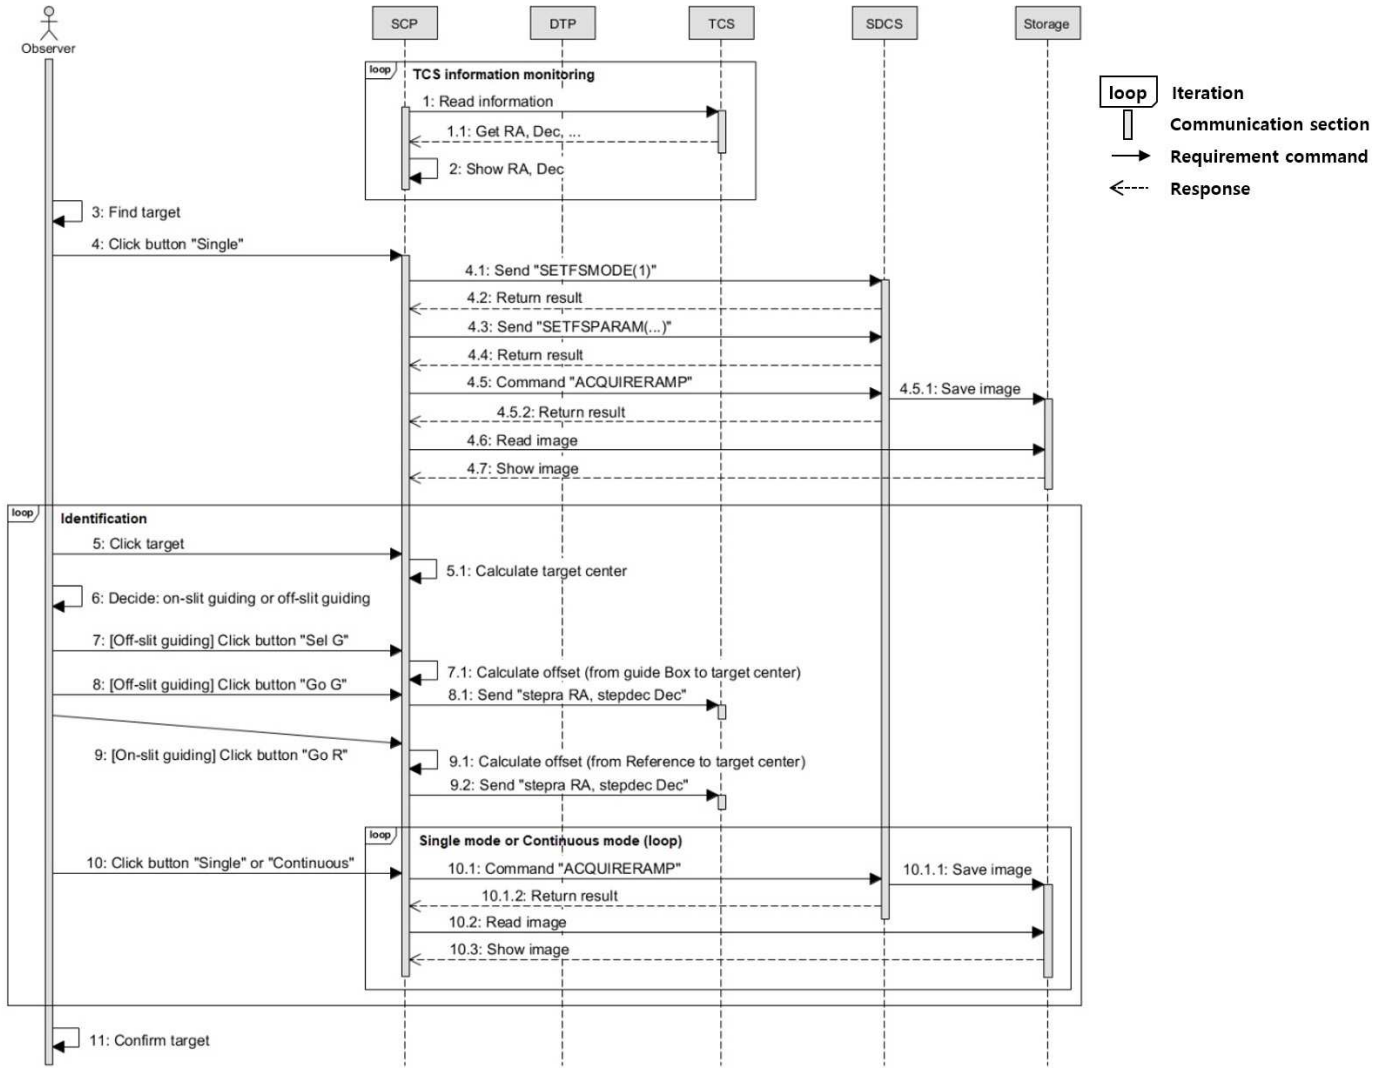 Observer
SCP
DTP
TCS
SDCS
Storage
loop
TCS information monitoring
1: Read information
1.1: Get RA, Dec, ...
2: Show RA, Dec
loop Iteration
Communication section
Requirement command
Response
3: Find target
4: Click button "Single"
4.1: Send "SETFSMODE(1)"
4.2: Return result
4.3: Send "SETFSPARAM(...)"
4.4: Return result
4.5: Command "ACQUIRERAMP"
4.5.1: Save image
4.5.2: Return result
4.6: Read image
4.7: Show image
loop
Identification
5: Click target
5.1: Calculate target center
6: Decide: on-slit guiding or off-slit guiding
7: [Off-slit guiding] Click button "Sel G"
7.1: Calculate offset (from guide Box to target center)
8: [Off-slit guiding] Click button "Go G"
8.1: Send "stepra RA, stepdec Dec"
9: [On-slit guiding] Click button "Go R"
9.1: Calculate offset (from Reference to target center)
9.2: Send "stepra RA, stepdec Dec"
loop
Single mode or Continuous mode (loop)
10: Click button "Single" or "Continuous"
10.1: Command "ACQUIRERAMP"
10.1.1: Save image
10.1.2: Return result
10.2: Read image
10.3: Show image
11: Confirm target